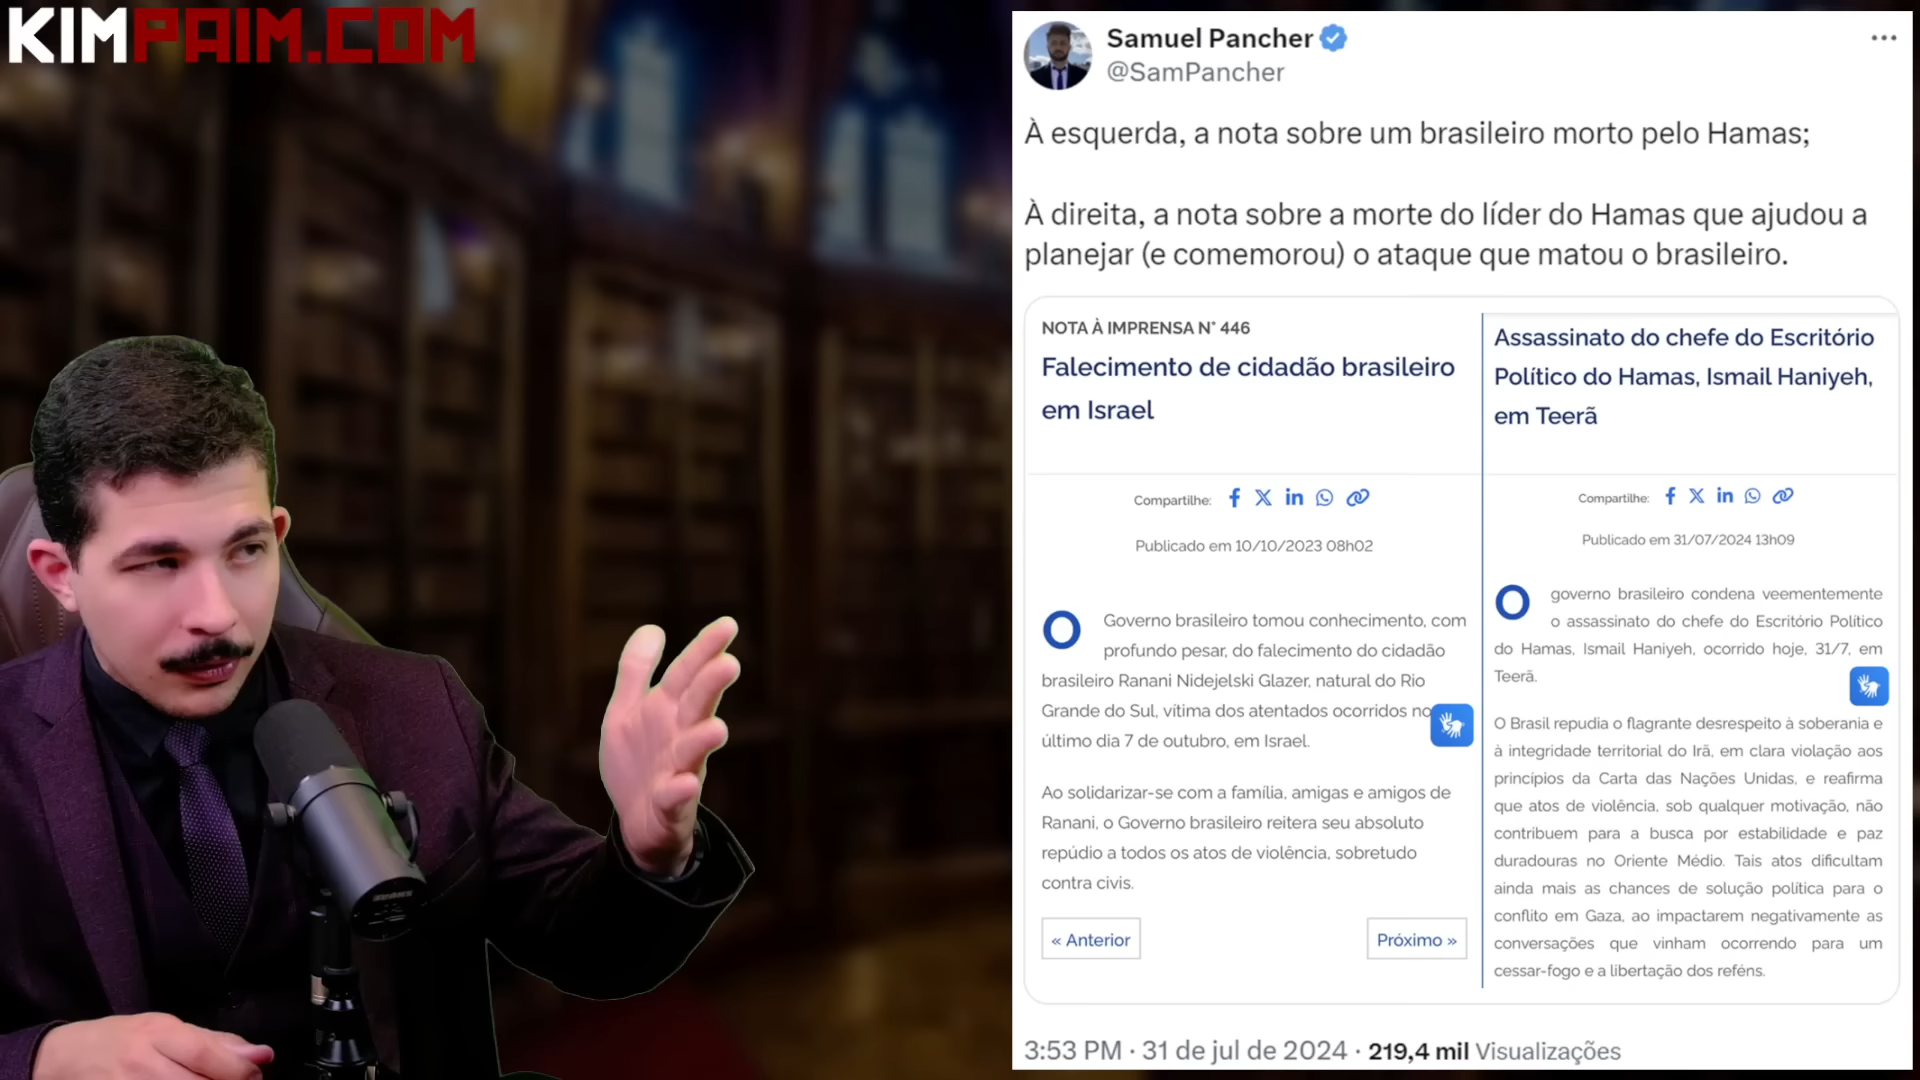 KIMPAIM.COM
Samuel Pancher
@SamPancher
À esquerda, a nota sobre um brasileiro morto pelo Hamas;
À direita, a nota sobre a morte do líder do Hamas que ajudou a
planejar (e comemorou) o ataque que matou o brasileiro.
NOTA À IMPRENSA N° 446
Falecimento de cidadão brasileiro
em Israel
Compartilhe:
Publicado em 10/10/2023 08h02
O Governo brasileiro tomou conhecimento, com
profundo pesar, do falecimento do cidadão
brasileiro Ranani Nidejelski Glazer, natural do Rio
Grande do Sul, vítima dos atentados ocorridos no
último dia 7 de outubro, em Israel.
Ao solidarizar-se com a família, amigas e amigos de
Ranani, o Governo brasileiro reitera seu absoluto
repúdio a todos os atos de violência, sobretudo
contra civis.
« Anterior
Próximo »
Assassinato do chefe do Escritório
Político do Hamas, Ismail Haniyeh,
em Teerã
Compartilhe:
Publicado em 31/07/2024 13h09
O governo brasileiro condena veementemente
o assassinato do chefe do Escritório Político
do Hamas, Ismail Haniyeh, ocorrido hoje, 31/7, em
Teerã.
O Brasil repudia o flagrante desrespeito à soberania e
à integridade territorial do Irã, em clara violação aos
princípios da Carta das Nações Unidas, e reafirma
que atos de violência, sob qualquer motivação, não
contribuem para a busca por estabilidade e paz
duradouras no Oriente Médio. Tais atos dificultam
ainda mais as chances de solução política para o
conflito em Gaza, ao impactarem negativamente as
conversações que vinham ocorrendo para um
cessar-fogo e a libertação dos reféns.
3:53 PM · 31 de jul de 2024 · 219,4 mil Visualizações